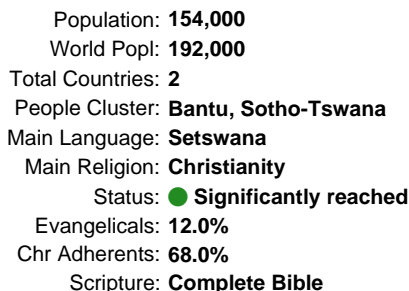 Population: 154,000
World Popl: 192,000
Total Countries: 2
People Cluster: Bantu, Sotho-Tswana
Main Language: Setswana
Main Religion: Christianity
Status: Significantly reached
Evangelicals: 12.0%
Chr Adherents: 68.0%
Scripture: Complete Bible